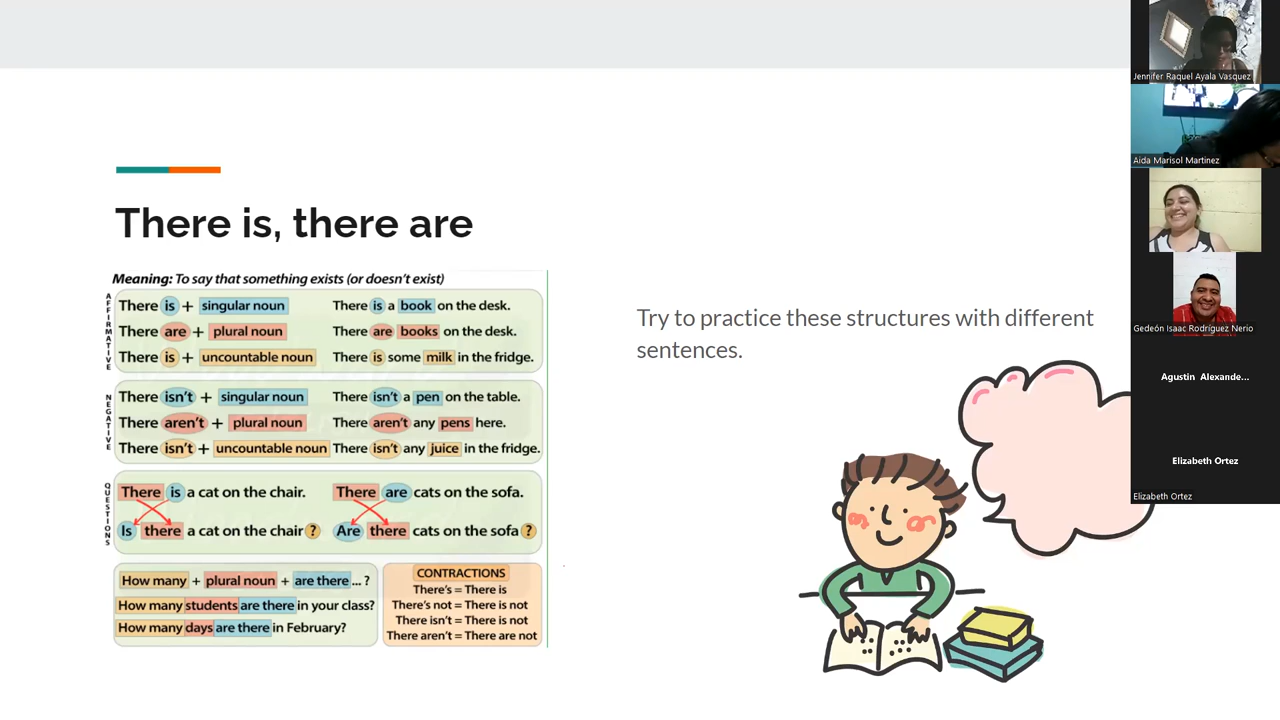 There is, there are
Meaning: To say that something exists (or doesn't exist)
AFFIRMATIVE
There is + singular noun There is a book on the desk.
There are + plural noun There are books on the desk.
There is + uncountable noun There is some milk in the fridge.
NEGATIVE
There isn't + singular noun There isn't a pen on the table.
There aren't + plural noun There aren't any pens here.
There isn't + uncountable noun There isn't any juice in the fridge.
QUESTIONS
There is a cat on the chair. There are cats on the sofa.
Is there a cat on the chair ? Are there cats on the sofa ?
How many + plural noun + are there ... ?
How many students are there in your class?
How many days are there in February?
CONTRACTIONS
There's = There is
There's not = There is not
There isn't = There is not
There aren't = There are not
Try to practice these structures with different
sentences.
Jennifer Raquel Ayala Vasquez
Aida Marisol Martinez
Gedeón Isaac Rodríguez Nerio
Agustin Alexande...
Elizabeth Ortez
Elizabeth Ortez